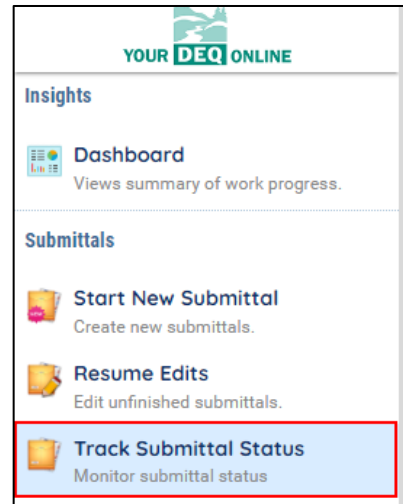 YOUR DEQ ONLINE
Insights
Dashboard
Views summary of work progress.
Submittals
Start New Submittal
Create new submittals.
Resume Edits
Edit unfinished submittals.
Track Submittal Status
Monitor submittal status